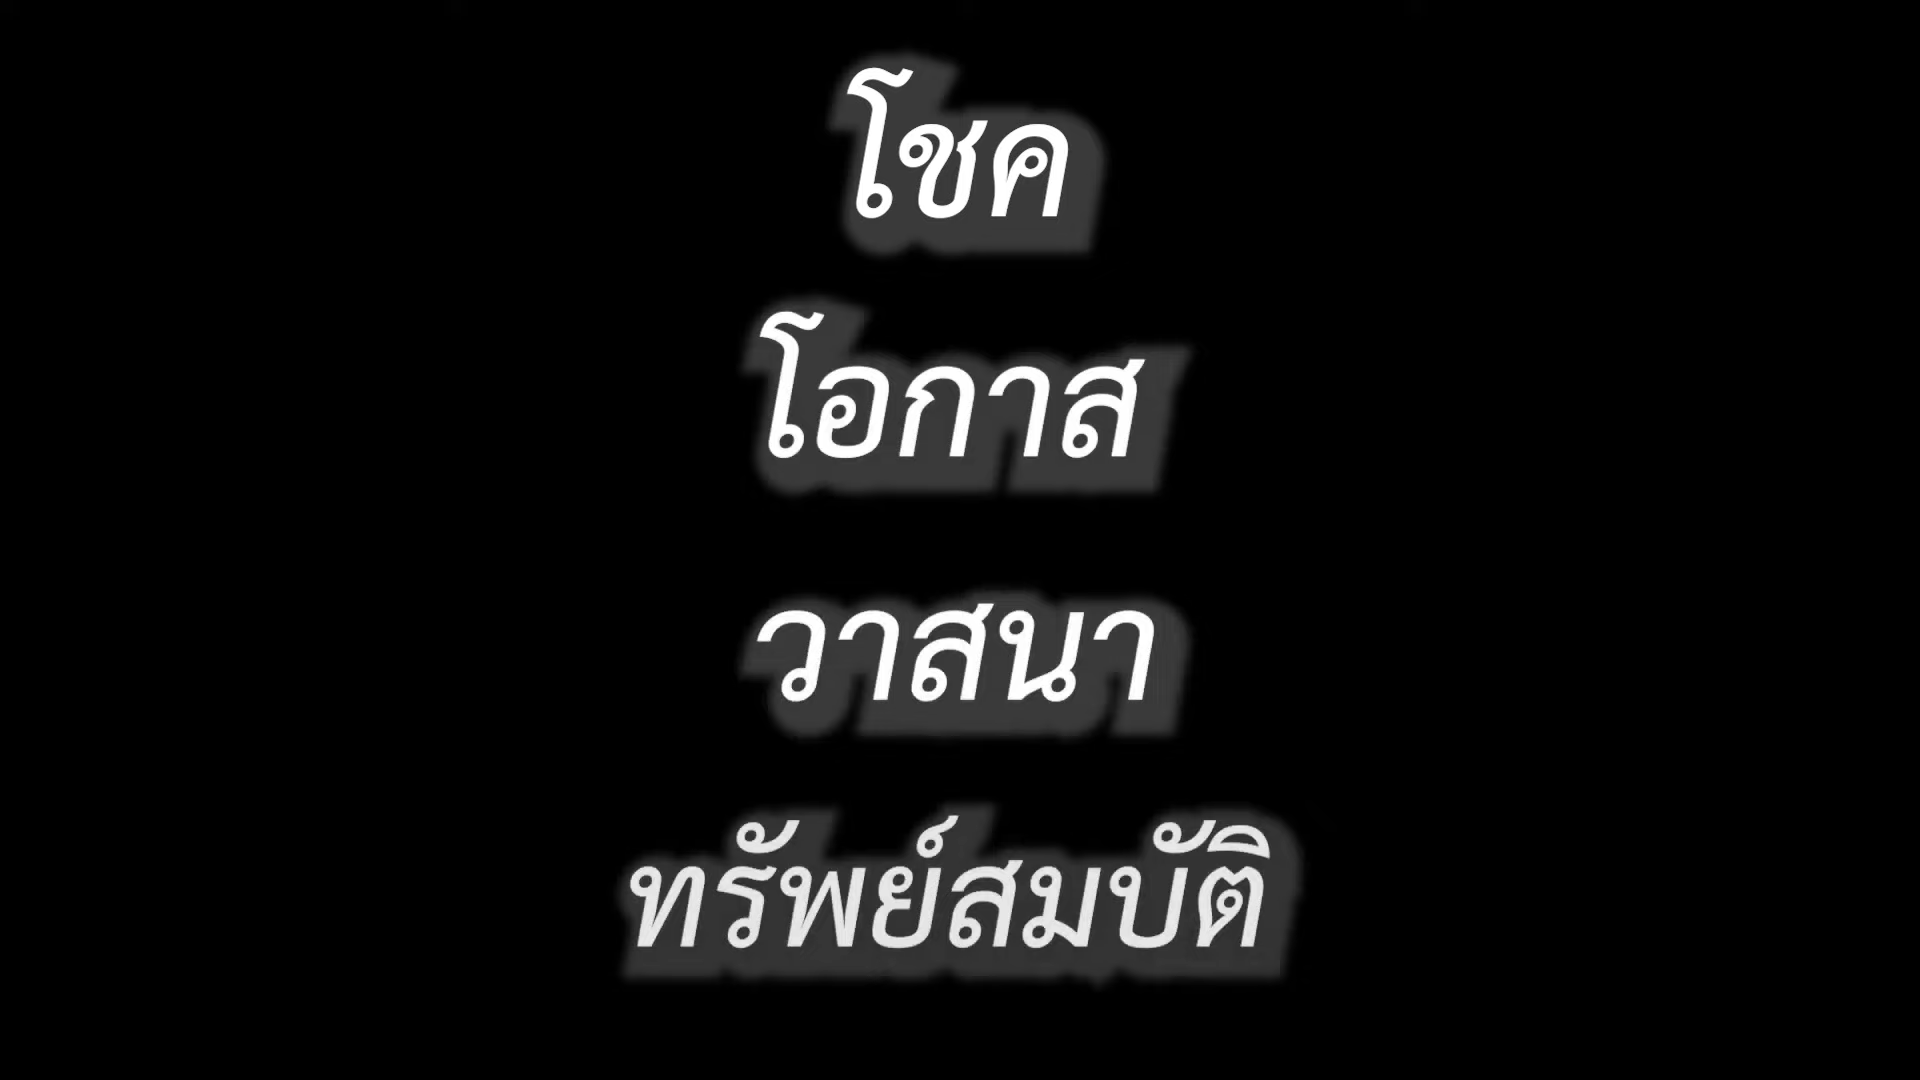 โชค
โอกาส
วาสนา
ทรัพย์สมบัติ